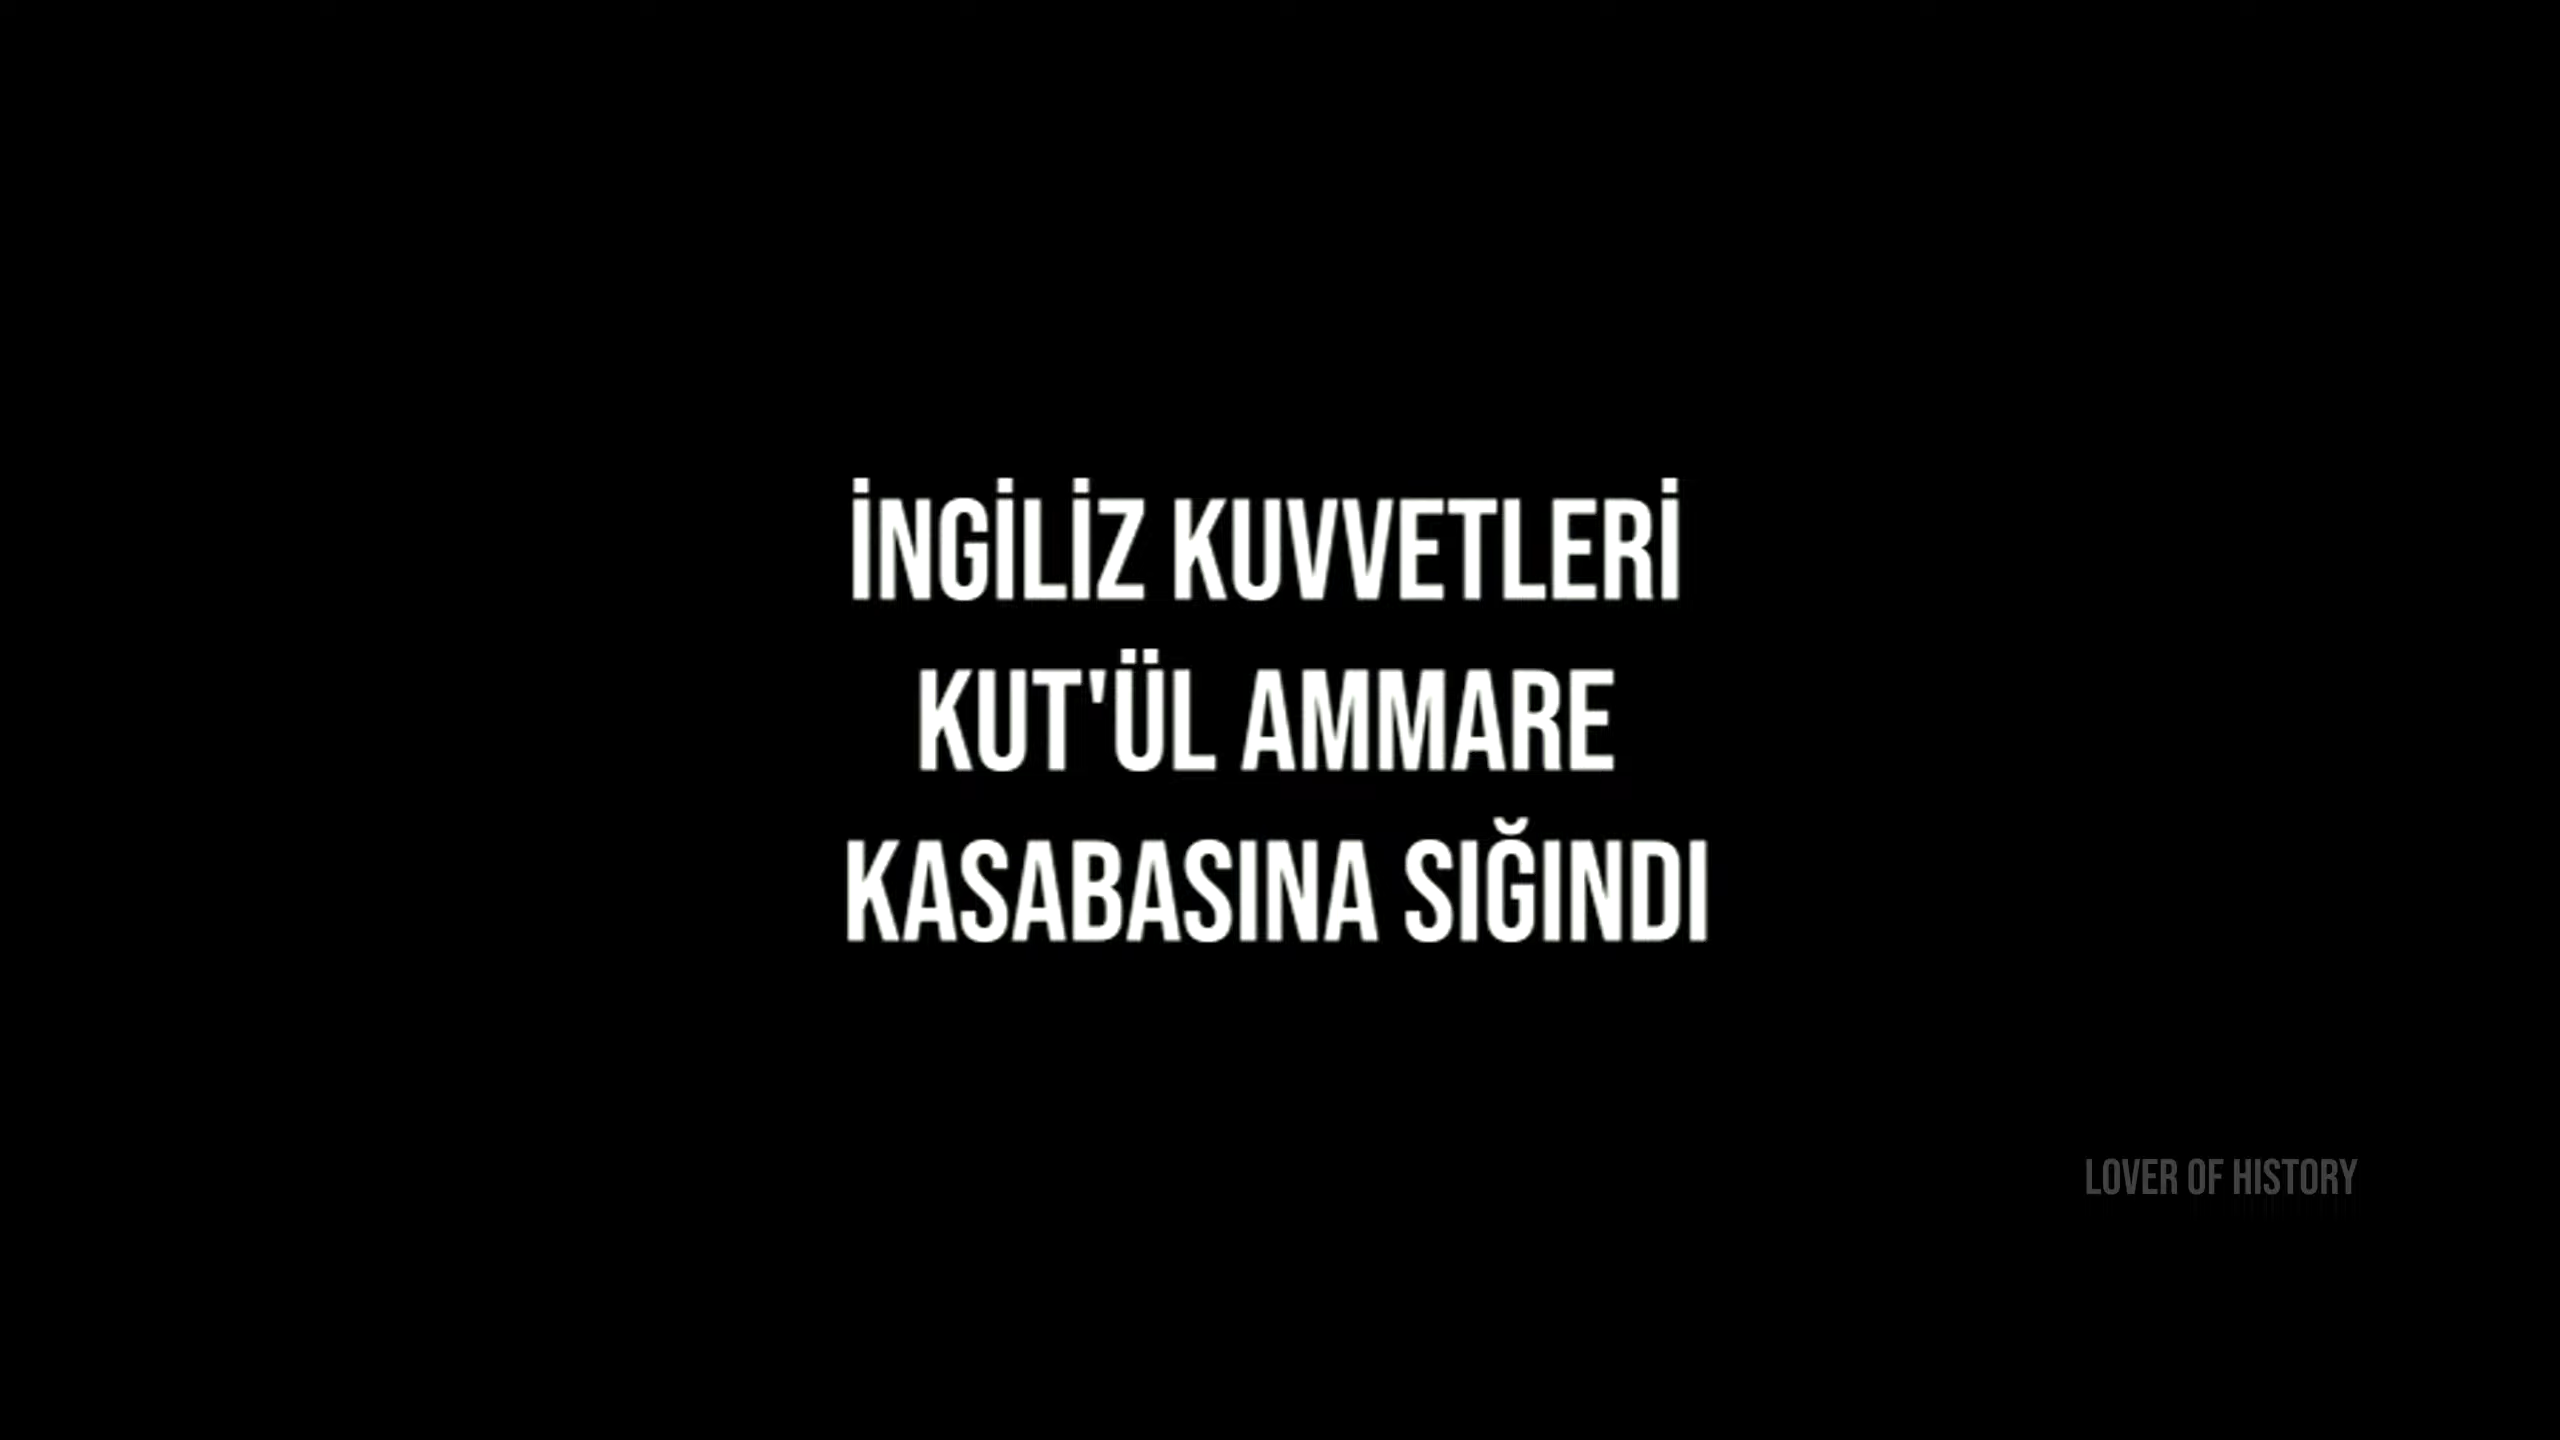 İNGİLİZ KUVVETLERİ
KUT'ÜL AMMARE
KASABASINA SIĞINDI
LOVER OF HISTORY